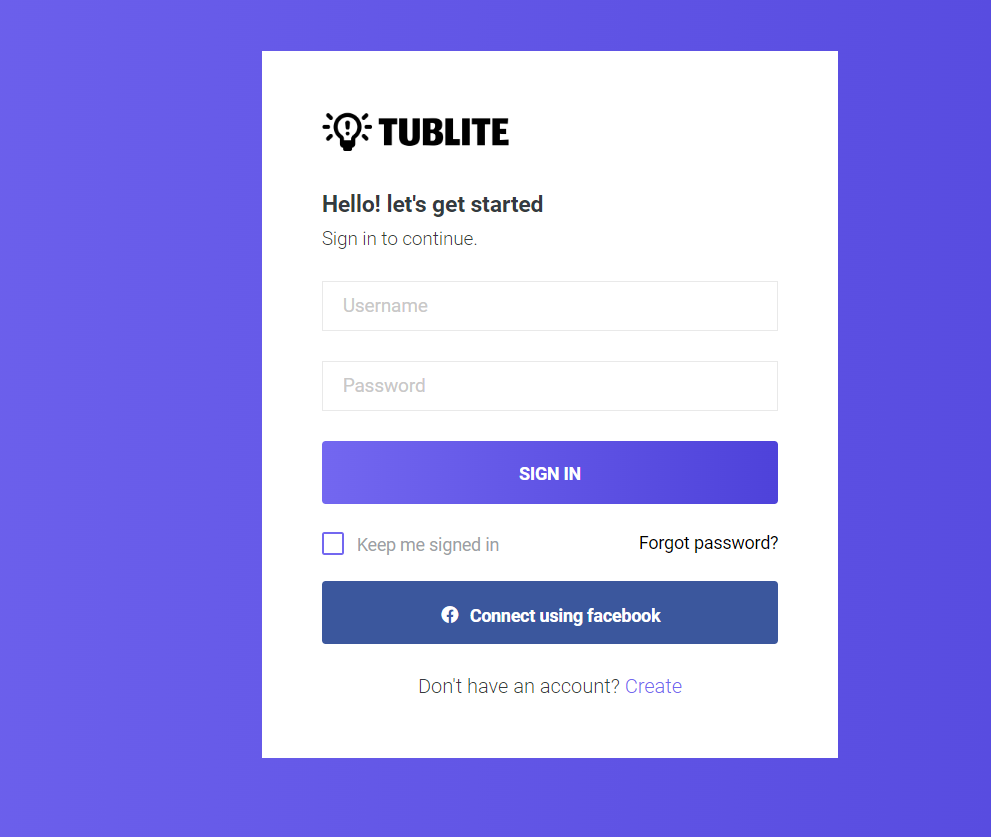 TUBLITE
Hello! let's get started
Sign in to continue.
Username
Password
SIGN IN
Keep me signed in Forgot password?
Connect using facebook
Don't have an account? Create